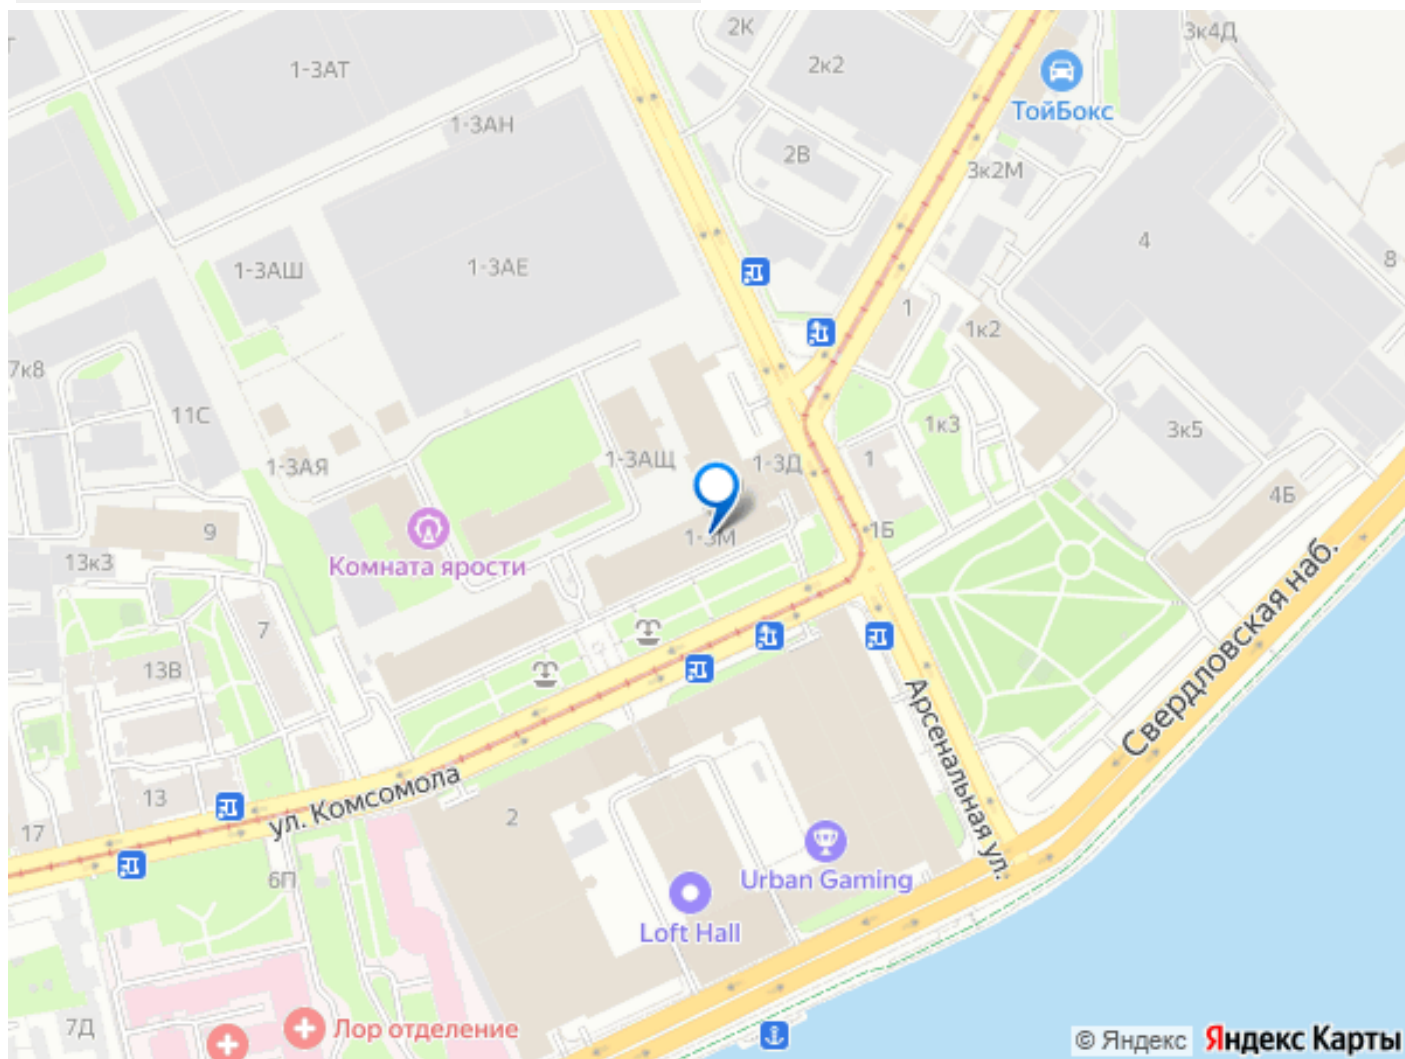 2К
3к4Д
1-3АТ
2к2
ТойБокс
1-3АН
2В
3к2М
4
8
1-3АШ
1-3АЕ
1
1к2
7к8
11С
1к3
3к5
1-3АЯ
1-3АЩ
1-3Д
1
4Б
9
1-3М
1Б
13к3
Комната ярости
7
13В
Свердловская наб.
Арсенальная ул.
ул. Комсомола
13
17
2
6П
Urban Gaming
Loft Hall
7Д
Лор отделение
© Яндекс Яндекс Карты